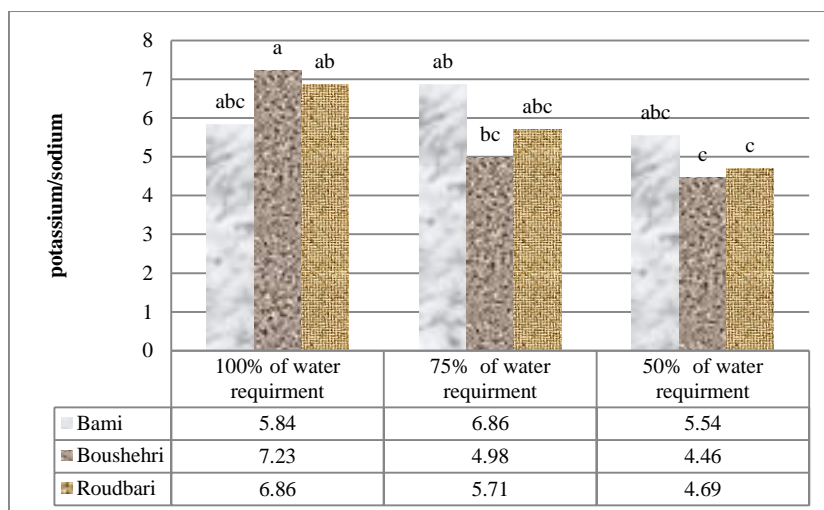 potassium/sodium
8
7
6
5
4
3
2
1
0
abc a ab
ab bc abc
abc c c
100% of water 75% of water 50% of water
requirment requirment requirment
Bami 5.84 6.86 5.54
Boushehri 7.23 4.98 4.46
Roudbari 6.86 5.71 4.69